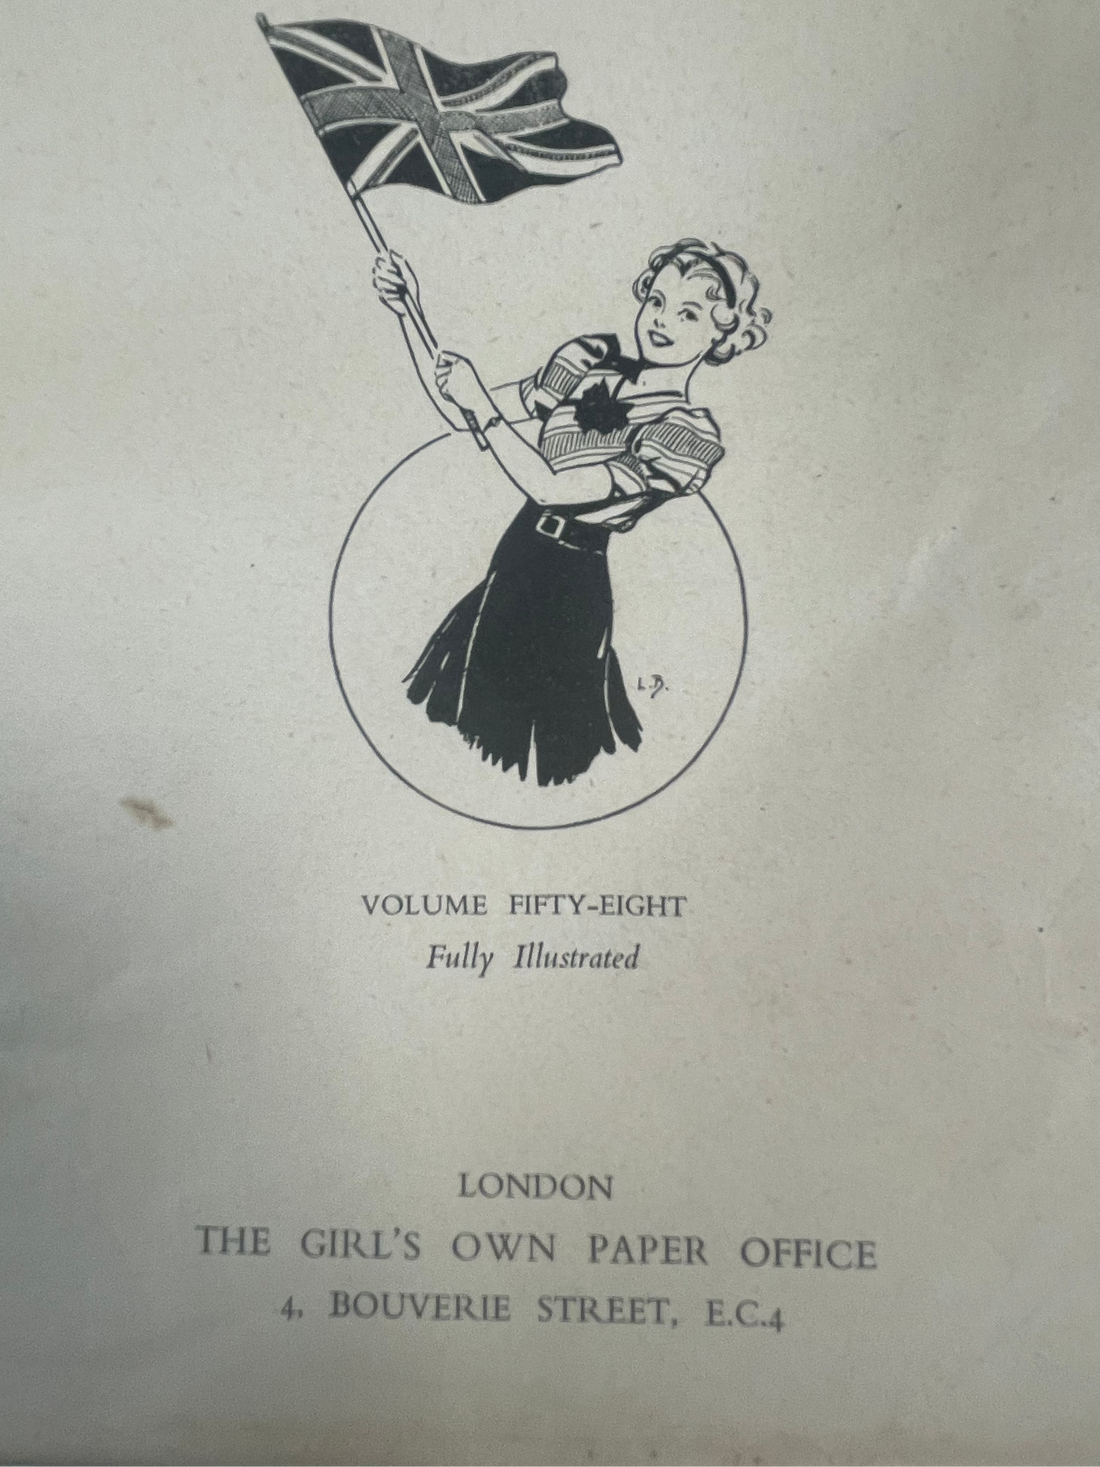 L.D.
VOLUME FIFTY-EIGHT
Fully Illustrated
LONDON
THE GIRL'S OWN PAPER OFFICE
4, BOUVERIE STREET, E.C.4